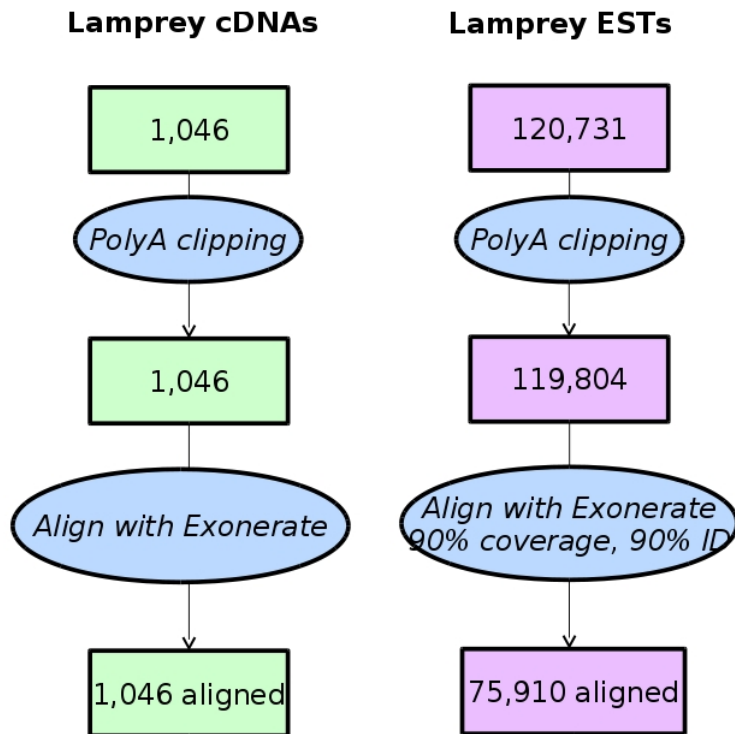 Lamprey cDNAs
1,046
PolyA clipping
1,046
Align with Exonerate
1,046 aligned
Lamprey ESTs
120,731
PolyA clipping
119,804
Align with Exonerate
90% coverage, 90% ID
75,910 aligned